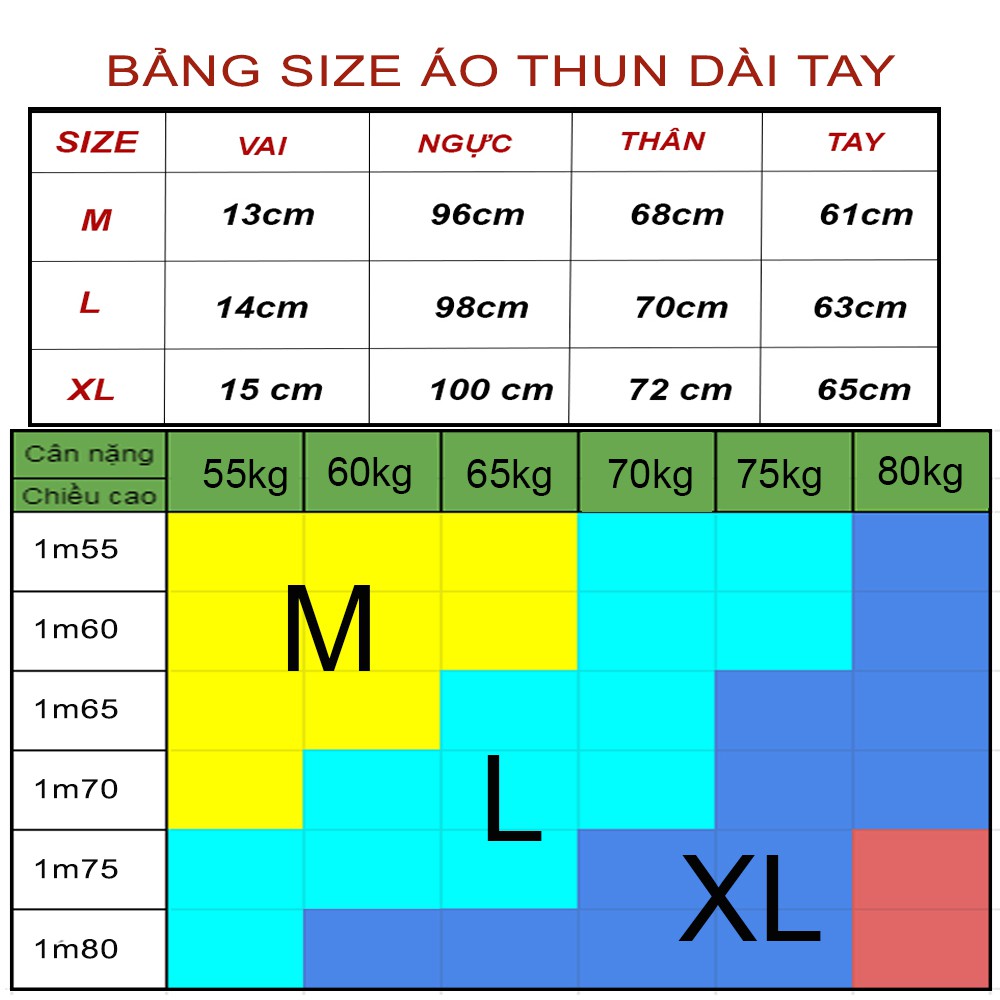 BẢNG SIZE ÁO THUN DÀI TAY
SIZE VAI NGỰC THÂN TAY
M 13cm 96cm 68cm 61cm
L 14cm 98cm 70cm 63cm
XL 15 cm 100 cm 72 cm 65cm
Cân nặng 55kg 60kg 65kg 70kg 75kg 80kg
Chiều cao
1m55
1m60
M
1m65
1m70
L
1m75
XL
1m80